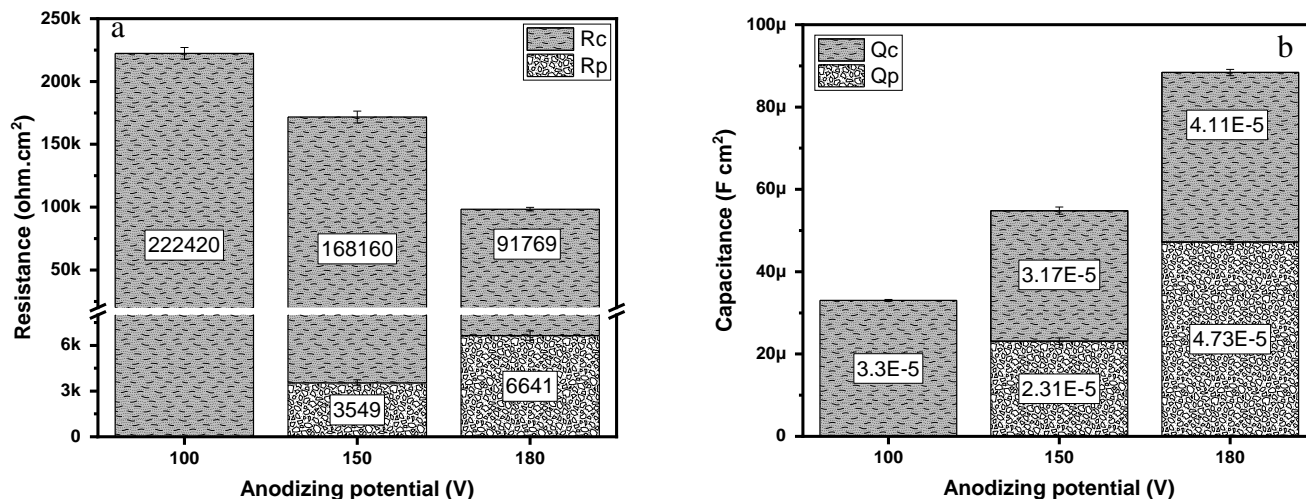 a
250k
200k
150k
100k
50k
6k
3k
0
Resistance (ohm.cm²)
Rc
Rp
222420
168160
91769
3549
6641
100
150
180
Anodizing potential (V)
b
100µ
80µ
60µ
40µ
20µ
0
Capacitance (F cm²)
Qc
Qp
3.3E-5
3.17E-5
2.31E-5
4.11E-5
4.73E-5
100
150
180
Anodizing potential (V)